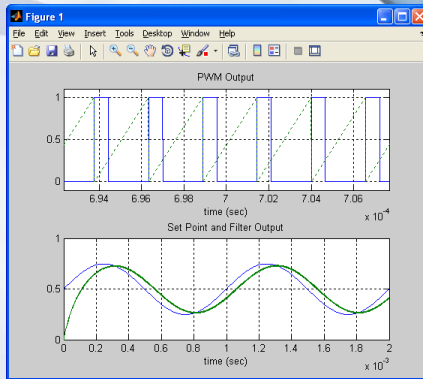 Figure 1
File Edit View Insert Tools Desktop Window Help
PWM Output
1
0.5
0
6.94 6.96 6.98 7 7.02 7.04 7.06
time (sec)
x 10^-4
Set Point and Filter Output
1
0.5
0
0 0.2 0.4 0.6 0.8 1 1.2 1.4 1.6 1.8 2
time (sec)
x 10^-3